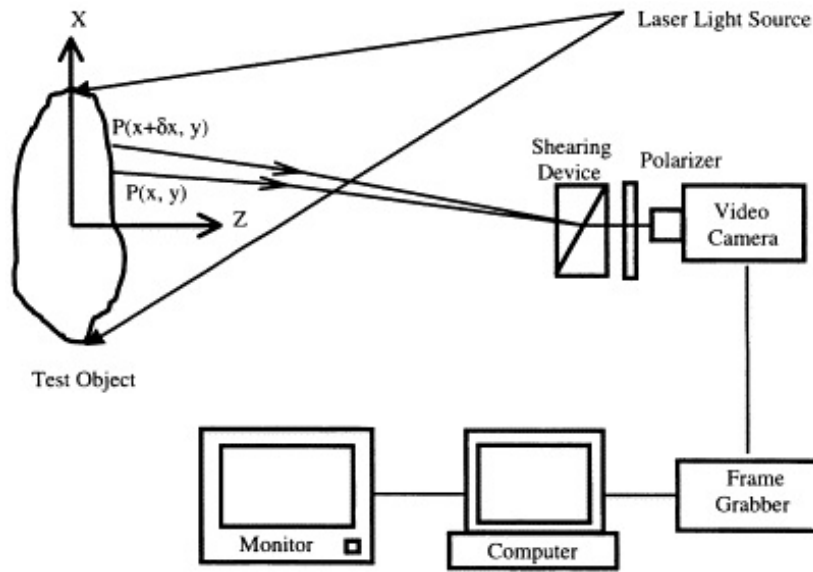 X
Laser Light Source
P(x+δx, y)
Shearing
Device
Polarizer
P(x, y)
Z
Video
Camera
Test Object
Frame
Grabber
Monitor
Computer